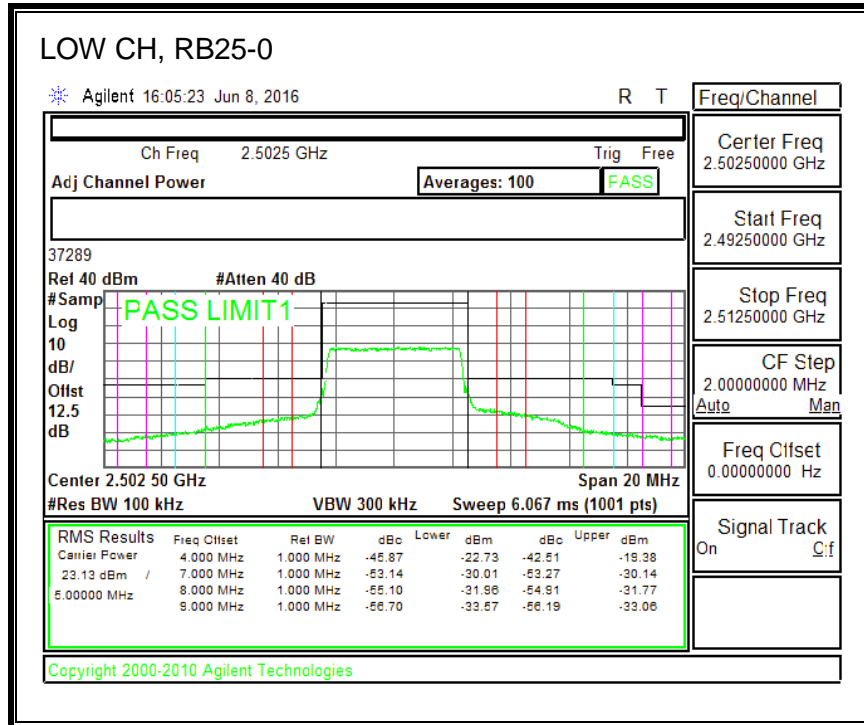 LOW CH, RB25-0
Agilent 16:05:23 Jun 8, 2016 R T
Freq/Channel
Ch Freq 2.5025 GHz Trig Free
Adj Channel Power Averages: 100 PASS
Center Freq
2.50250000 GHz
Start Freq
2.49250000 GHz
Stop Freq
2.51250000 GHz
CF Step
2.00000000 MHz
Auto Man
Freq Offset
0.00000000 Hz
Signal Track
On Off
37289
Ref 40 dBm #Atten 40 dB
#Samp
Log
10
dB/
Offst
12.5
dB
PASS LIMIT1
Center 2.502 50 GHz Span 20 MHz
#Res BW 100 kHz VBW 300 kHz Sweep 6.067 ms (1001 pts)
RMS Results Freq Offset Ref BW dBc Lower dBm dBc Upper dBm
Carrier Power 4.000 MHz 1.000 MHz -45.87 -22.73 -42.51 -19.38
23.13 dBm / 7.000 MHz 1.000 MHz -53.14 -30.01 -53.27 -30.14
5.00000 MHz 8.000 MHz 1.000 MHz -55.10 -31.96 -54.91 -31.77
9.000 MHz 1.000 MHz -56.70 -33.57 -56.19 -33.06
Copyright 2000-2010 Agilent Technologies